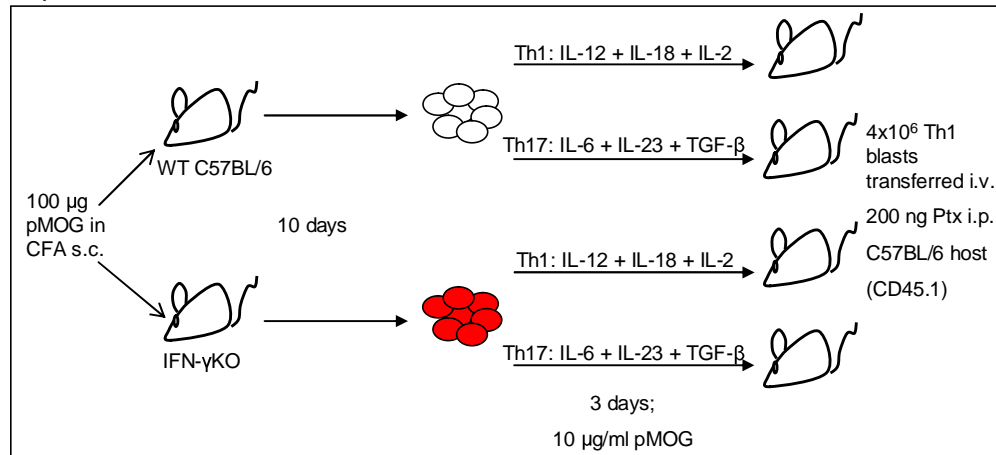 Th1: IL-12 + IL-18 + IL-2
WT C57BL/6
Th17: IL-6 + IL-23 + TGF-β
4x10⁶ Th1
blasts
transferred i.v.
100 µg
pMOG in
CFA s.c.
10 days
200 ng Ptx i.p.
C57BL/6 host
(CD45.1)
Th1: IL-12 + IL-18 + IL-2
IFN-γKO
Th17: IL-6 + IL-23 + TGF-β
3 days;
10 µg/ml pMOG